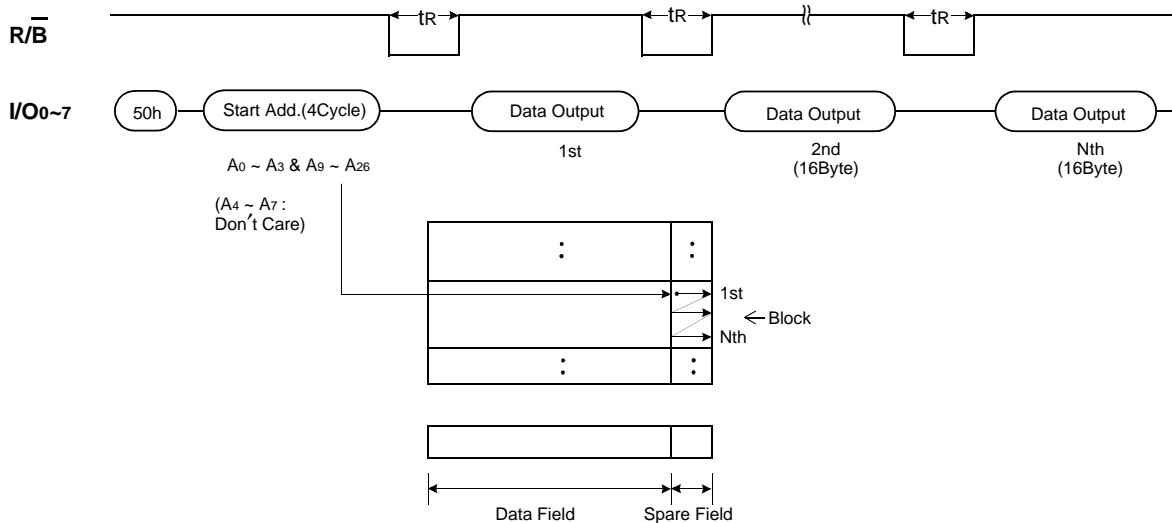 R/B
tR
tR
tR
I/O0~7
50h
Start Add.(4Cycle)
Data Output
Data Output
Data Output
1st
2nd
(16Byte)
Nth
(16Byte)
A0 ~ A3 & A9 ~ A26
(A4 ~ A7 :
Don't Care)
1st
Block
Nth
Data Field
Spare Field